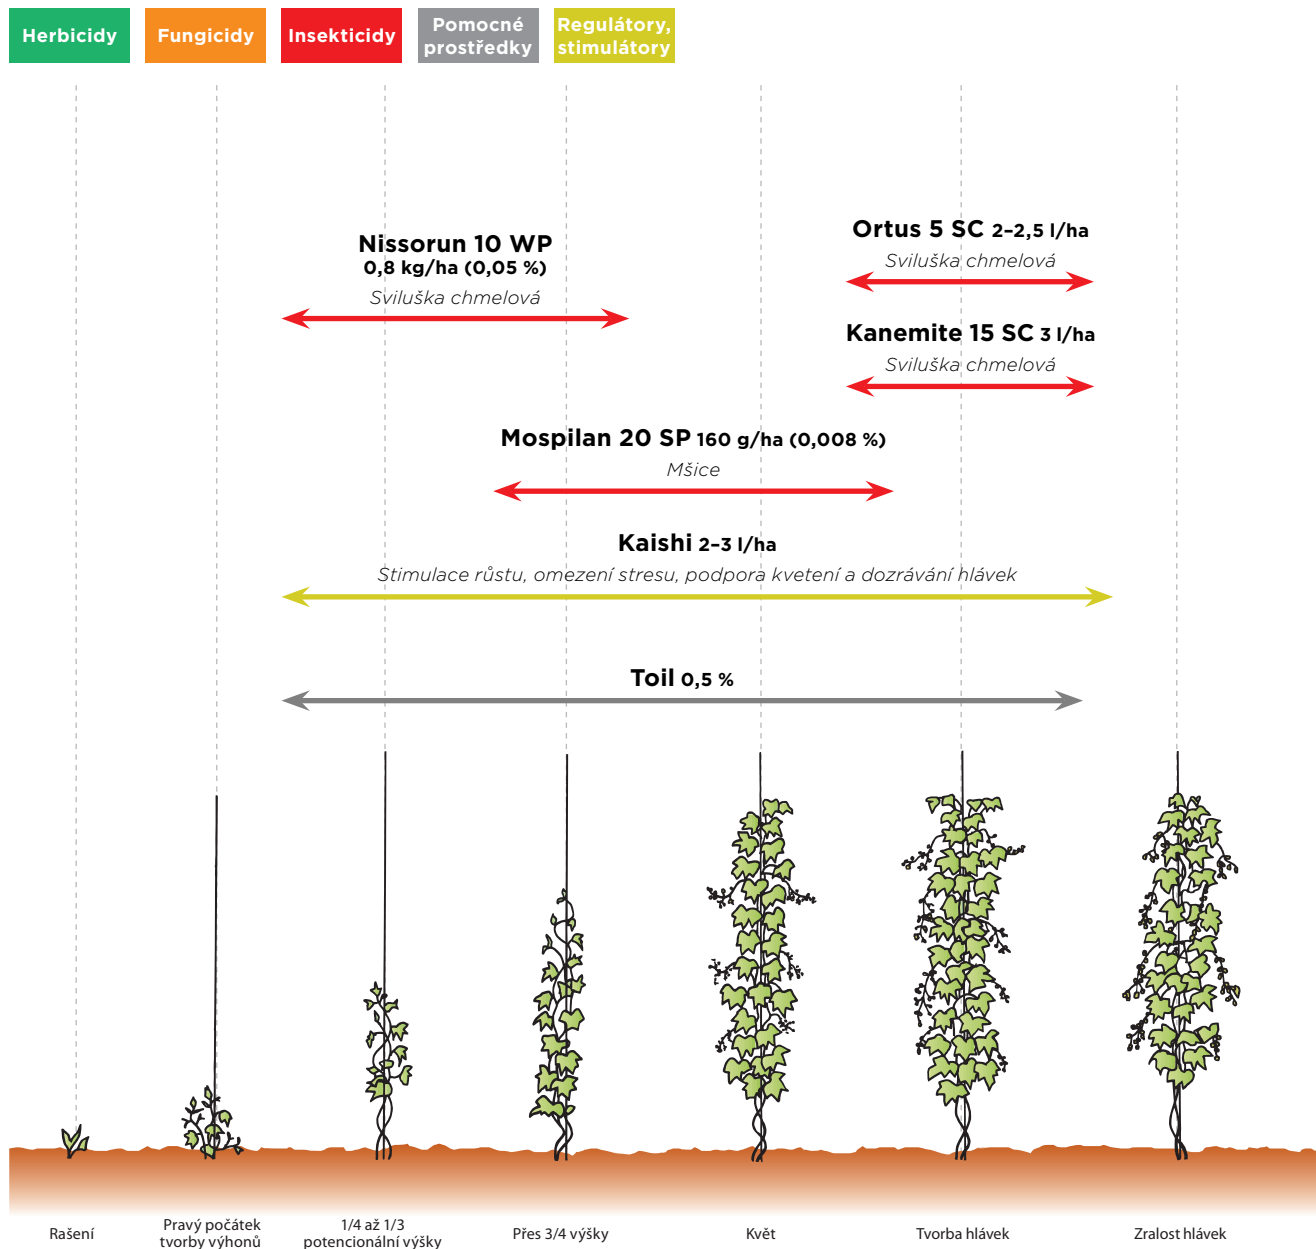 Herbicidy
Fungicidy
Insekticidy
Pomocné
prostředky
Regulátory,
stimulátory
Nissorun 10 WP
0,8 kg/ha (0,05 %)
Sviluška chmelová
Ortus 5 SC 2–2,5 l/ha
Sviluška chmelová
Kanemite 15 SC 3 l/ha
Sviluška chmelová
Mospilan 20 SP 160 g/ha (0,008 %)
Mšice
Kaishi 2–3 l/ha
Stimulace růstu, omezení stresu, podpora kvetení a dozrávání hlávek
Toil 0,5 %
Rašení
Pravý počátek
tvorby výhonů
1/4 až 1/3
potencionální výšky
Přes 3/4 výšky
Květ
Tvorba hlávek
Zralost hlávek